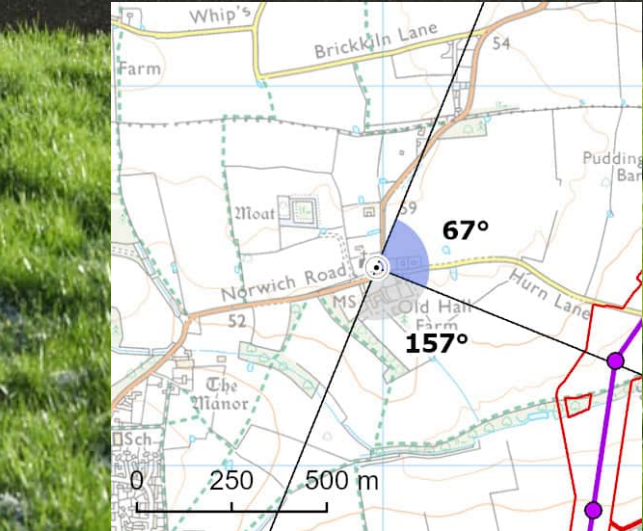 Whip's
Brickkiln Lane
54
Farm
Pudding
Bar
Moat
59
67°
Norwich Road
Hurn Lane
MS
Old Hall
Farm
52
157°
The
Manor
Sch
0 250 500 m